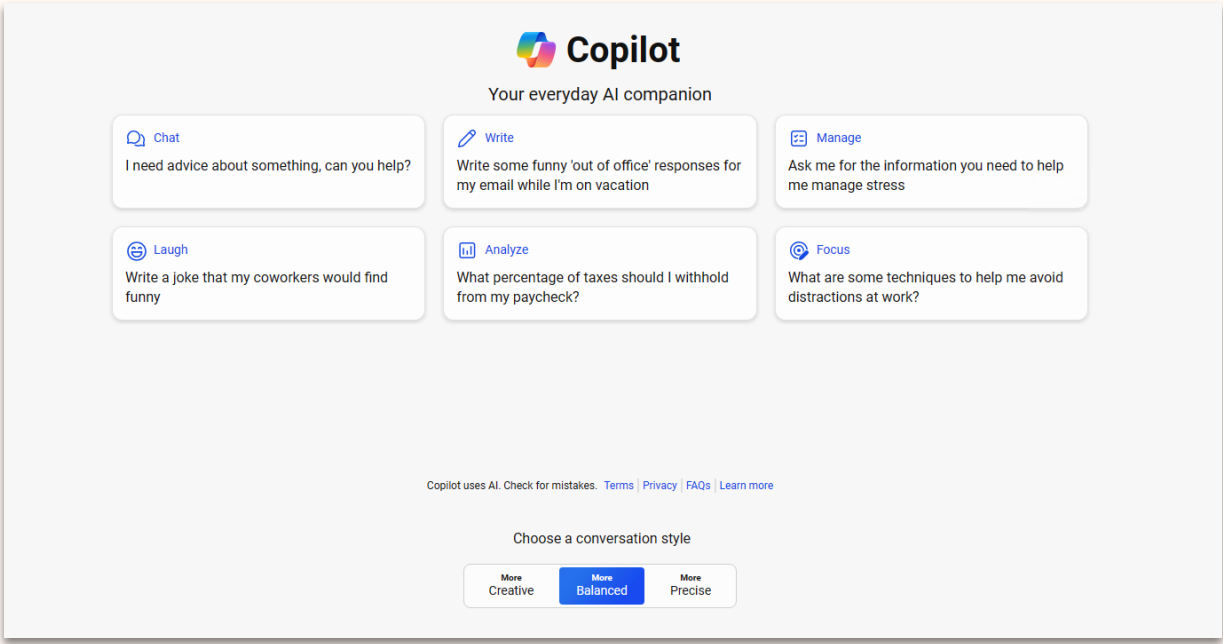 Copilot
Your everyday AI companion
Chat
I need advice about something, can you help?
Write
Write some funny 'out of office' responses for
my email while I'm on vacation
Manage
Ask me for the information you need to help
me manage stress
Laugh
Write a joke that my coworkers would find
funny
Analyze
What percentage of taxes should I withhold
from my paycheck?
Focus
What are some techniques to help me avoid
distractions at work?
Copilot uses AI. Check for mistakes. Terms Privacy FAQs Learn more
Choose a conversation style
More
Creative
More
Balanced
More
Precise